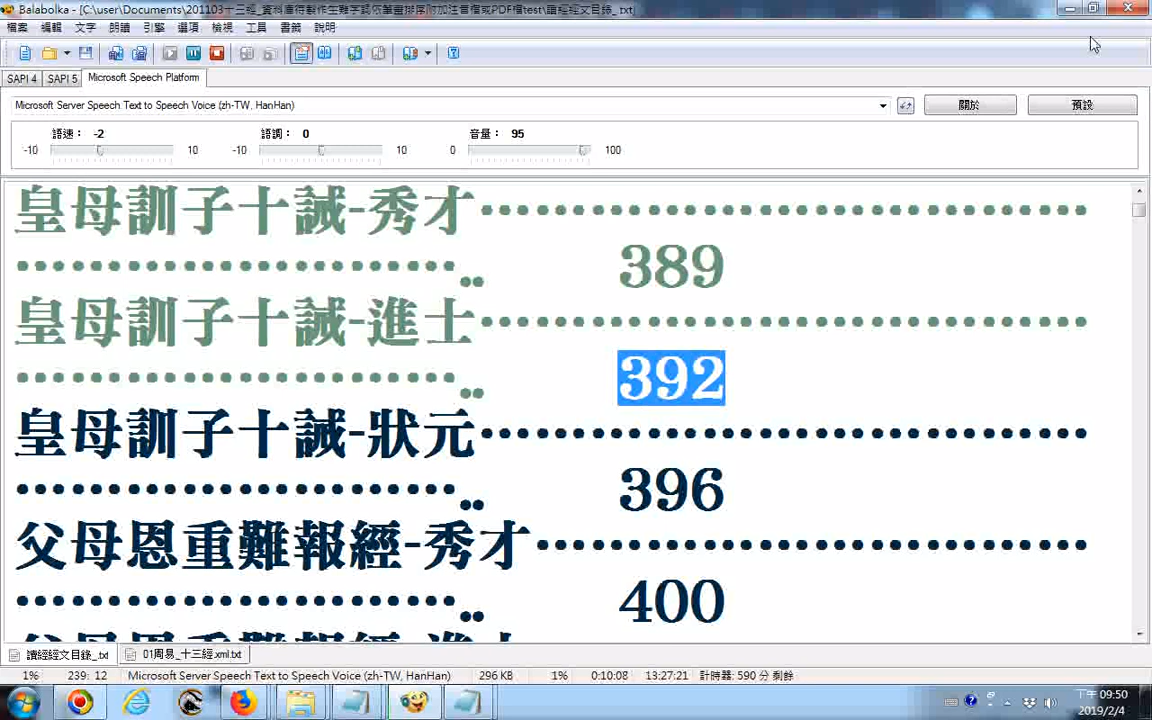 Balabolka - [C:\user\Documents\201103十三經_資料庫待製作生難字認依筆畫排序附加注音檔或PDF檔test\讀經經文目錄_.txt]
檔案 編輯 文字 朗讀 引擎 選項 檢視 工具 書籤 說明
SAPI 4 SAPI 5 Microsoft Speech Platform
Microsoft Server Speech Text to Speech Voice (zh-TW, HanHan) 關於 預設
語速： -2 語調： 0 音量： 95
-10 10 -10 10 0 100
皇母訓子十誡-秀才…………………………
…………………….. 389
皇母訓子十誡-進士…………………………
…………………….. 392
皇母訓子十誡-狀元…………………………
…………………….. 396
父母恩重難報經-秀才………………………
…………………….. 400
父母恩重難報經-進士
讀經經文目錄_.txt 01周易_十三經.xml.txt
1% 239: 12 Microsoft Server Speech Text to Speech Voice (zh-TW, HanHan) 296 KB 1% 0:10:08 13:27:21 計時器: 590 分 剩餘
下午 09:50
2019/2/4